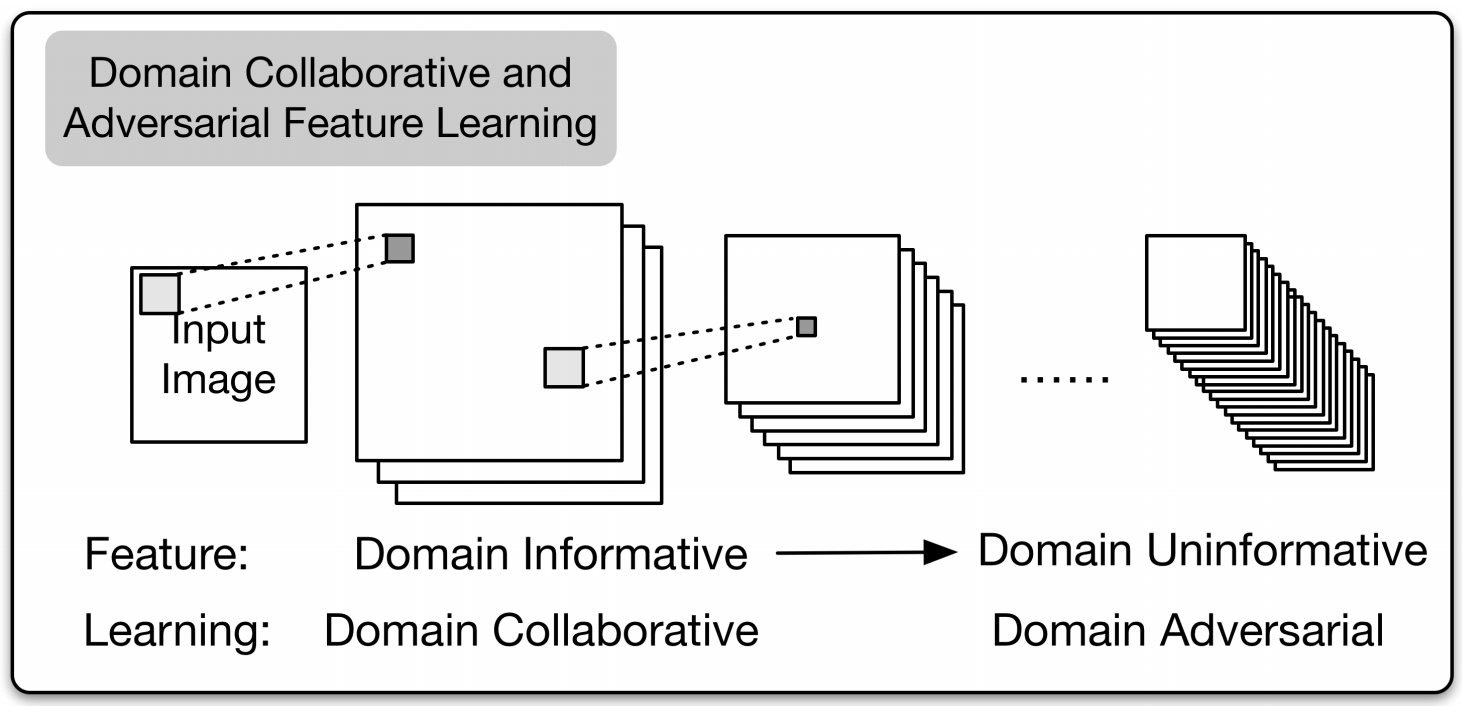 Domain Collaborative and
Adversarial Feature Learning
Input
Image
......
Feature: Domain Informative Domain Uninformative
Learning: Domain Collaborative Domain Adversarial